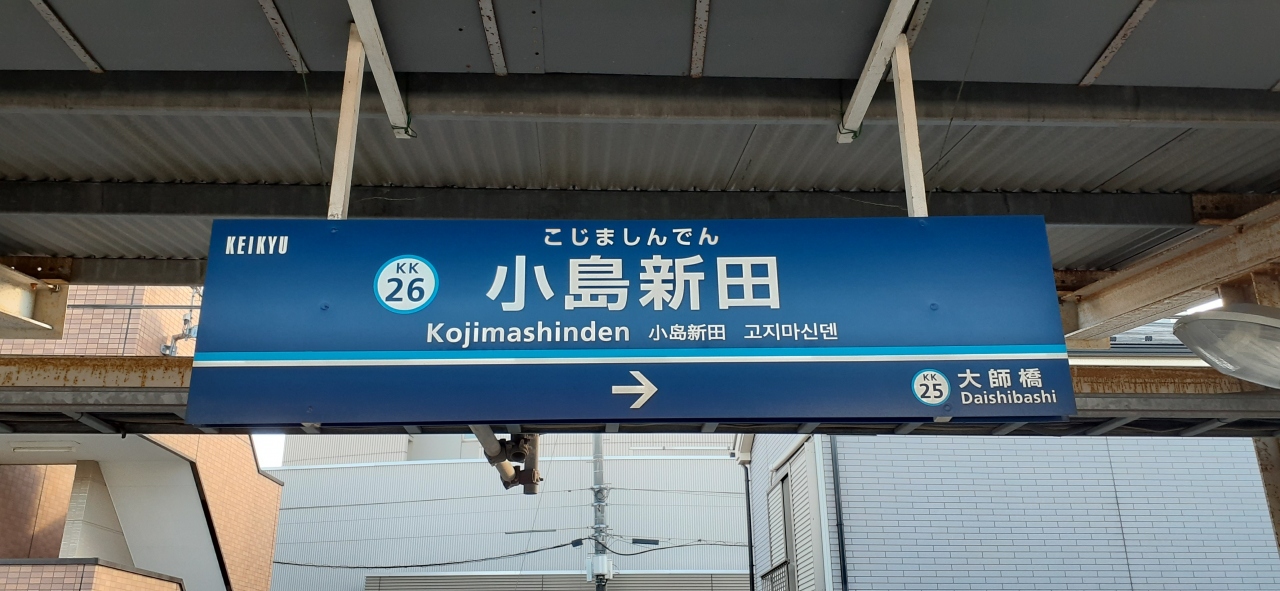 KEIKYU
こじましんでん
KK
26
小島新田
Kojimashinden 小岛新田 고지마신덴
→
KK
25
大師橋
Daishibashi